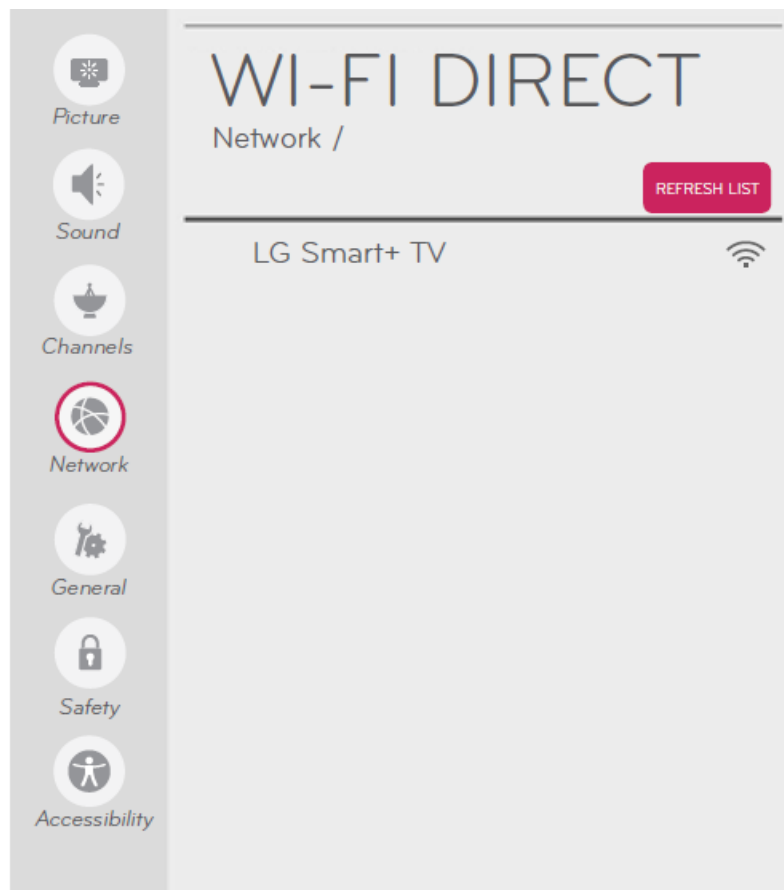 Picture
Sound
Channels
Network
General
Safety
Accessibility
WI-FI DIRECT
Network /
REFRESH LIST
LG Smart+ TV